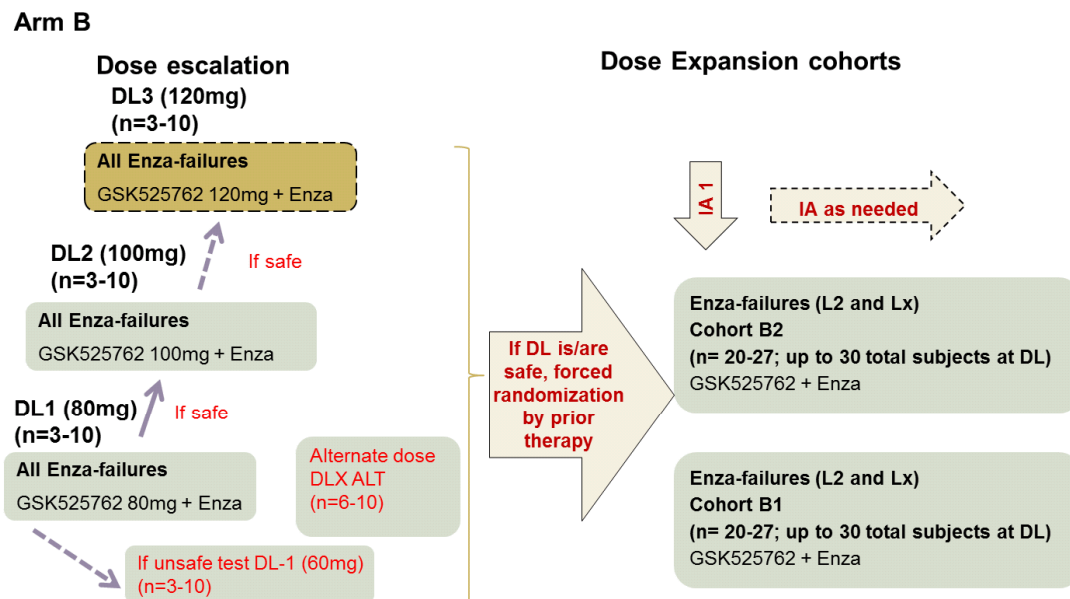 Arm B
Dose escalation
Dose Expansion cohorts
DL3 (120mg)
(n=3-10)
All Enza-failures
GSK525762 120mg + Enza
IA 1
IA as needed
DL2 (100mg)
(n=3-10)
If safe
All Enza-failures
GSK525762 100mg + Enza
DL1 (80mg)
(n=3-10)
If safe
All Enza-failures
GSK525762 80mg + Enza
Alternate dose
DLX ALT
(n=6-10)
If unsafe test DL-1 (60mg)
(n=3-10)
If DL is/are
safe, forced
randomization
by prior
therapy
Enza-failures (L2 and Lx)
Cohort B2
(n= 20-27; up to 30 total subjects at DL)
GSK525762 + Enza
Enza-failures (L2 and Lx)
Cohort B1
(n= 20-27; up to 30 total subjects at DL)
GSK525762 + Enza